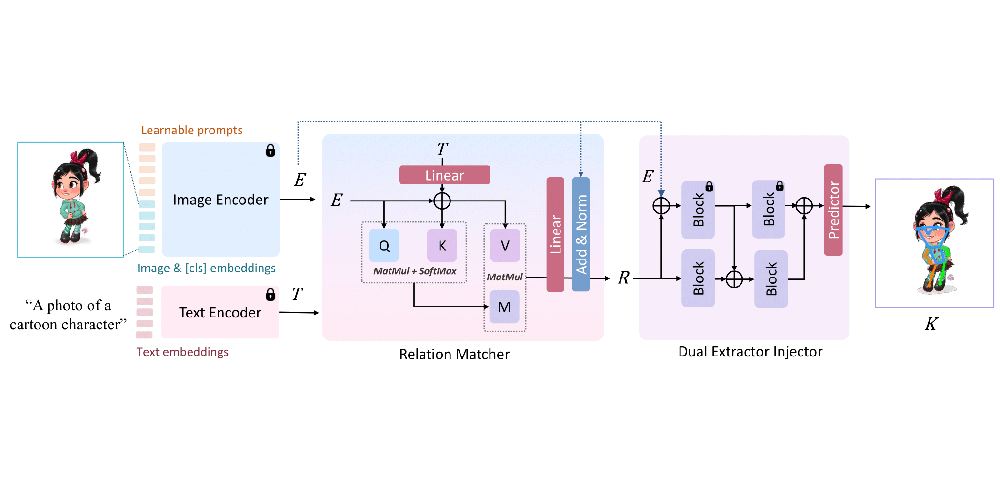 Learnable prompts
Image Encoder
Image & [cls] embeddings
E
"A photo of a
cartoon character"
Text Encoder
T
Text embeddings
T
Linear
E
Q
K
V
MatMul + SoftMax
MatMul
M
Linear
Add & Norm
R
Relation Matcher
E
Block
Block
Block
Block
Predictor
Dual Extractor Injector
K